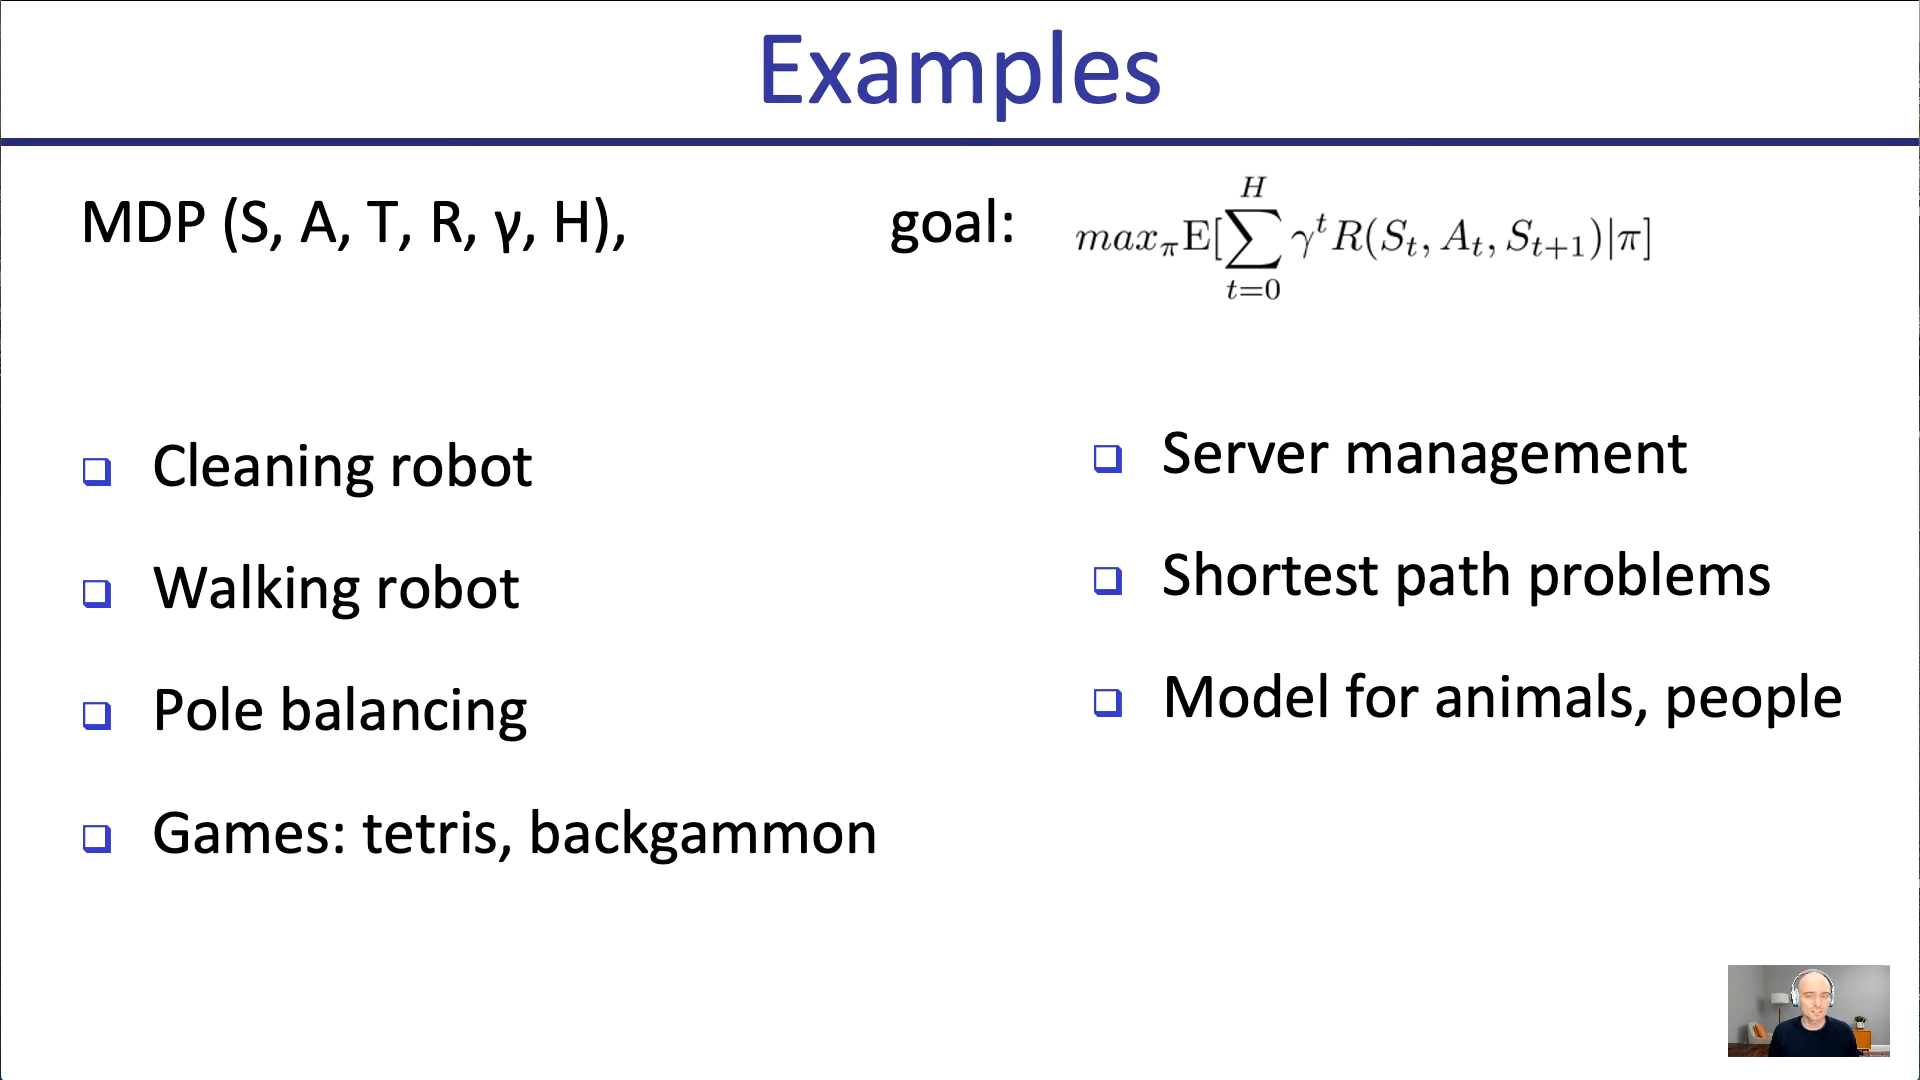 Examples
MDP (S, A, T, R, γ, H),
goal: $max_{\pi}\mathrm{E}[\sum_{t=0}^{H} \gamma^t R(S_t, A_t, S_{t+1})|\pi]$
Cleaning robot
Walking robot
Pole balancing
Games: tetris, backgammon
Server management
Shortest path problems
Model for animals, people